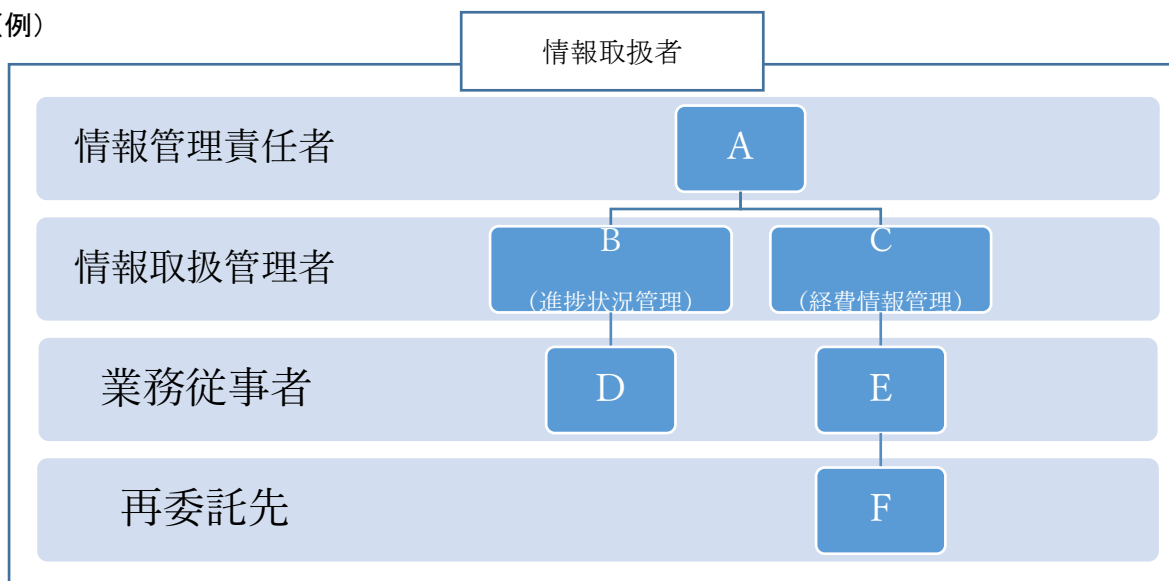 （例）
情報取扱者
情報管理責任者
A
情報取扱管理者
B
（進捗状況管理）
C
（経費情報管理）
業務従事者
D
E
再委託先
F